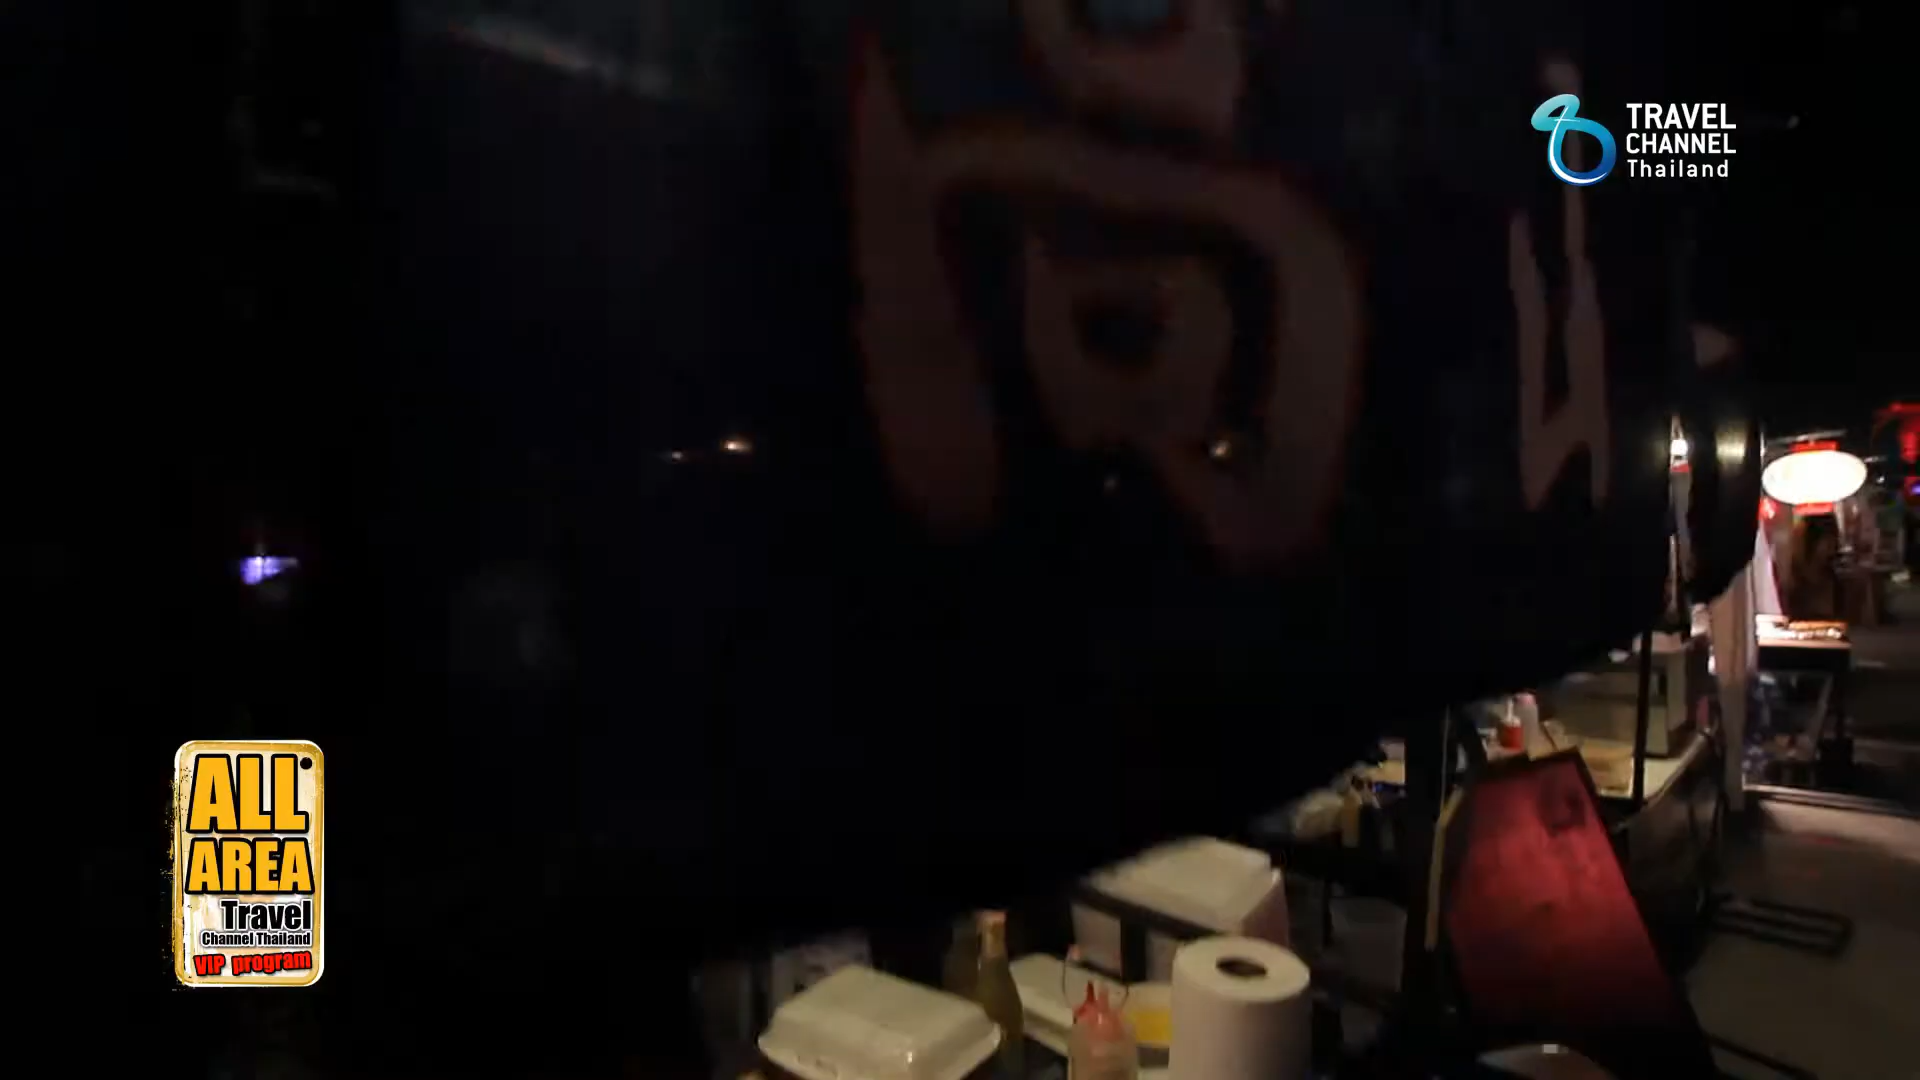 TRAVEL
CHANNEL
Thailand
ALL
AREA
Travel
Channel Thailand
VIP program